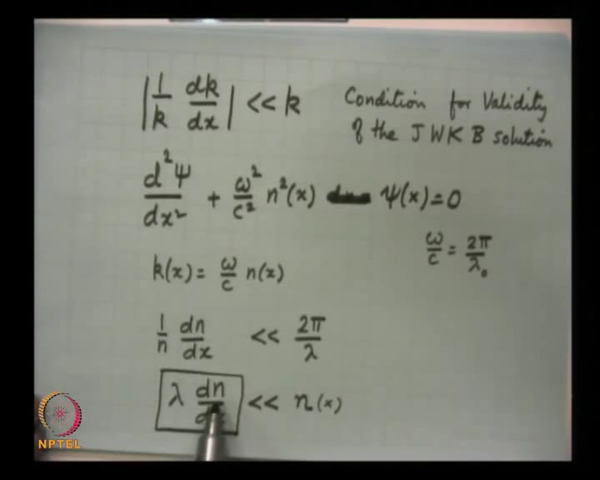 |1/k dk/dx| << k Condition for Validity
of the JWKB solution
d²Ψ/dx² + ω²/c² n²(x) Ψ(x)=0
ω/c = 2π/λ₀
k(x)= ω/c n(x)
1/n dn/dx << 2π/λ
λ dn/ << n(x)
NPTEL